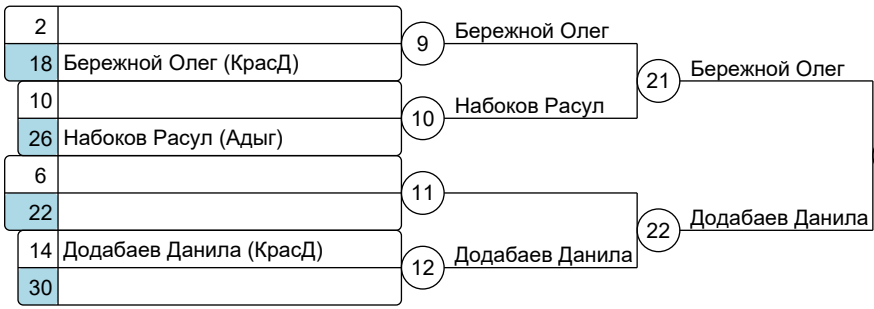 2
9
Бережной Олег
18 Бережной Олег (КрасД)
21
Бережной Олег
10
10
Набоков Расул
26 Набоков Расул (Адыг)
6
11
22
22
Додабаев Данила
14 Додабаев Данила (КрасД)
12
Додабаев Данила
30